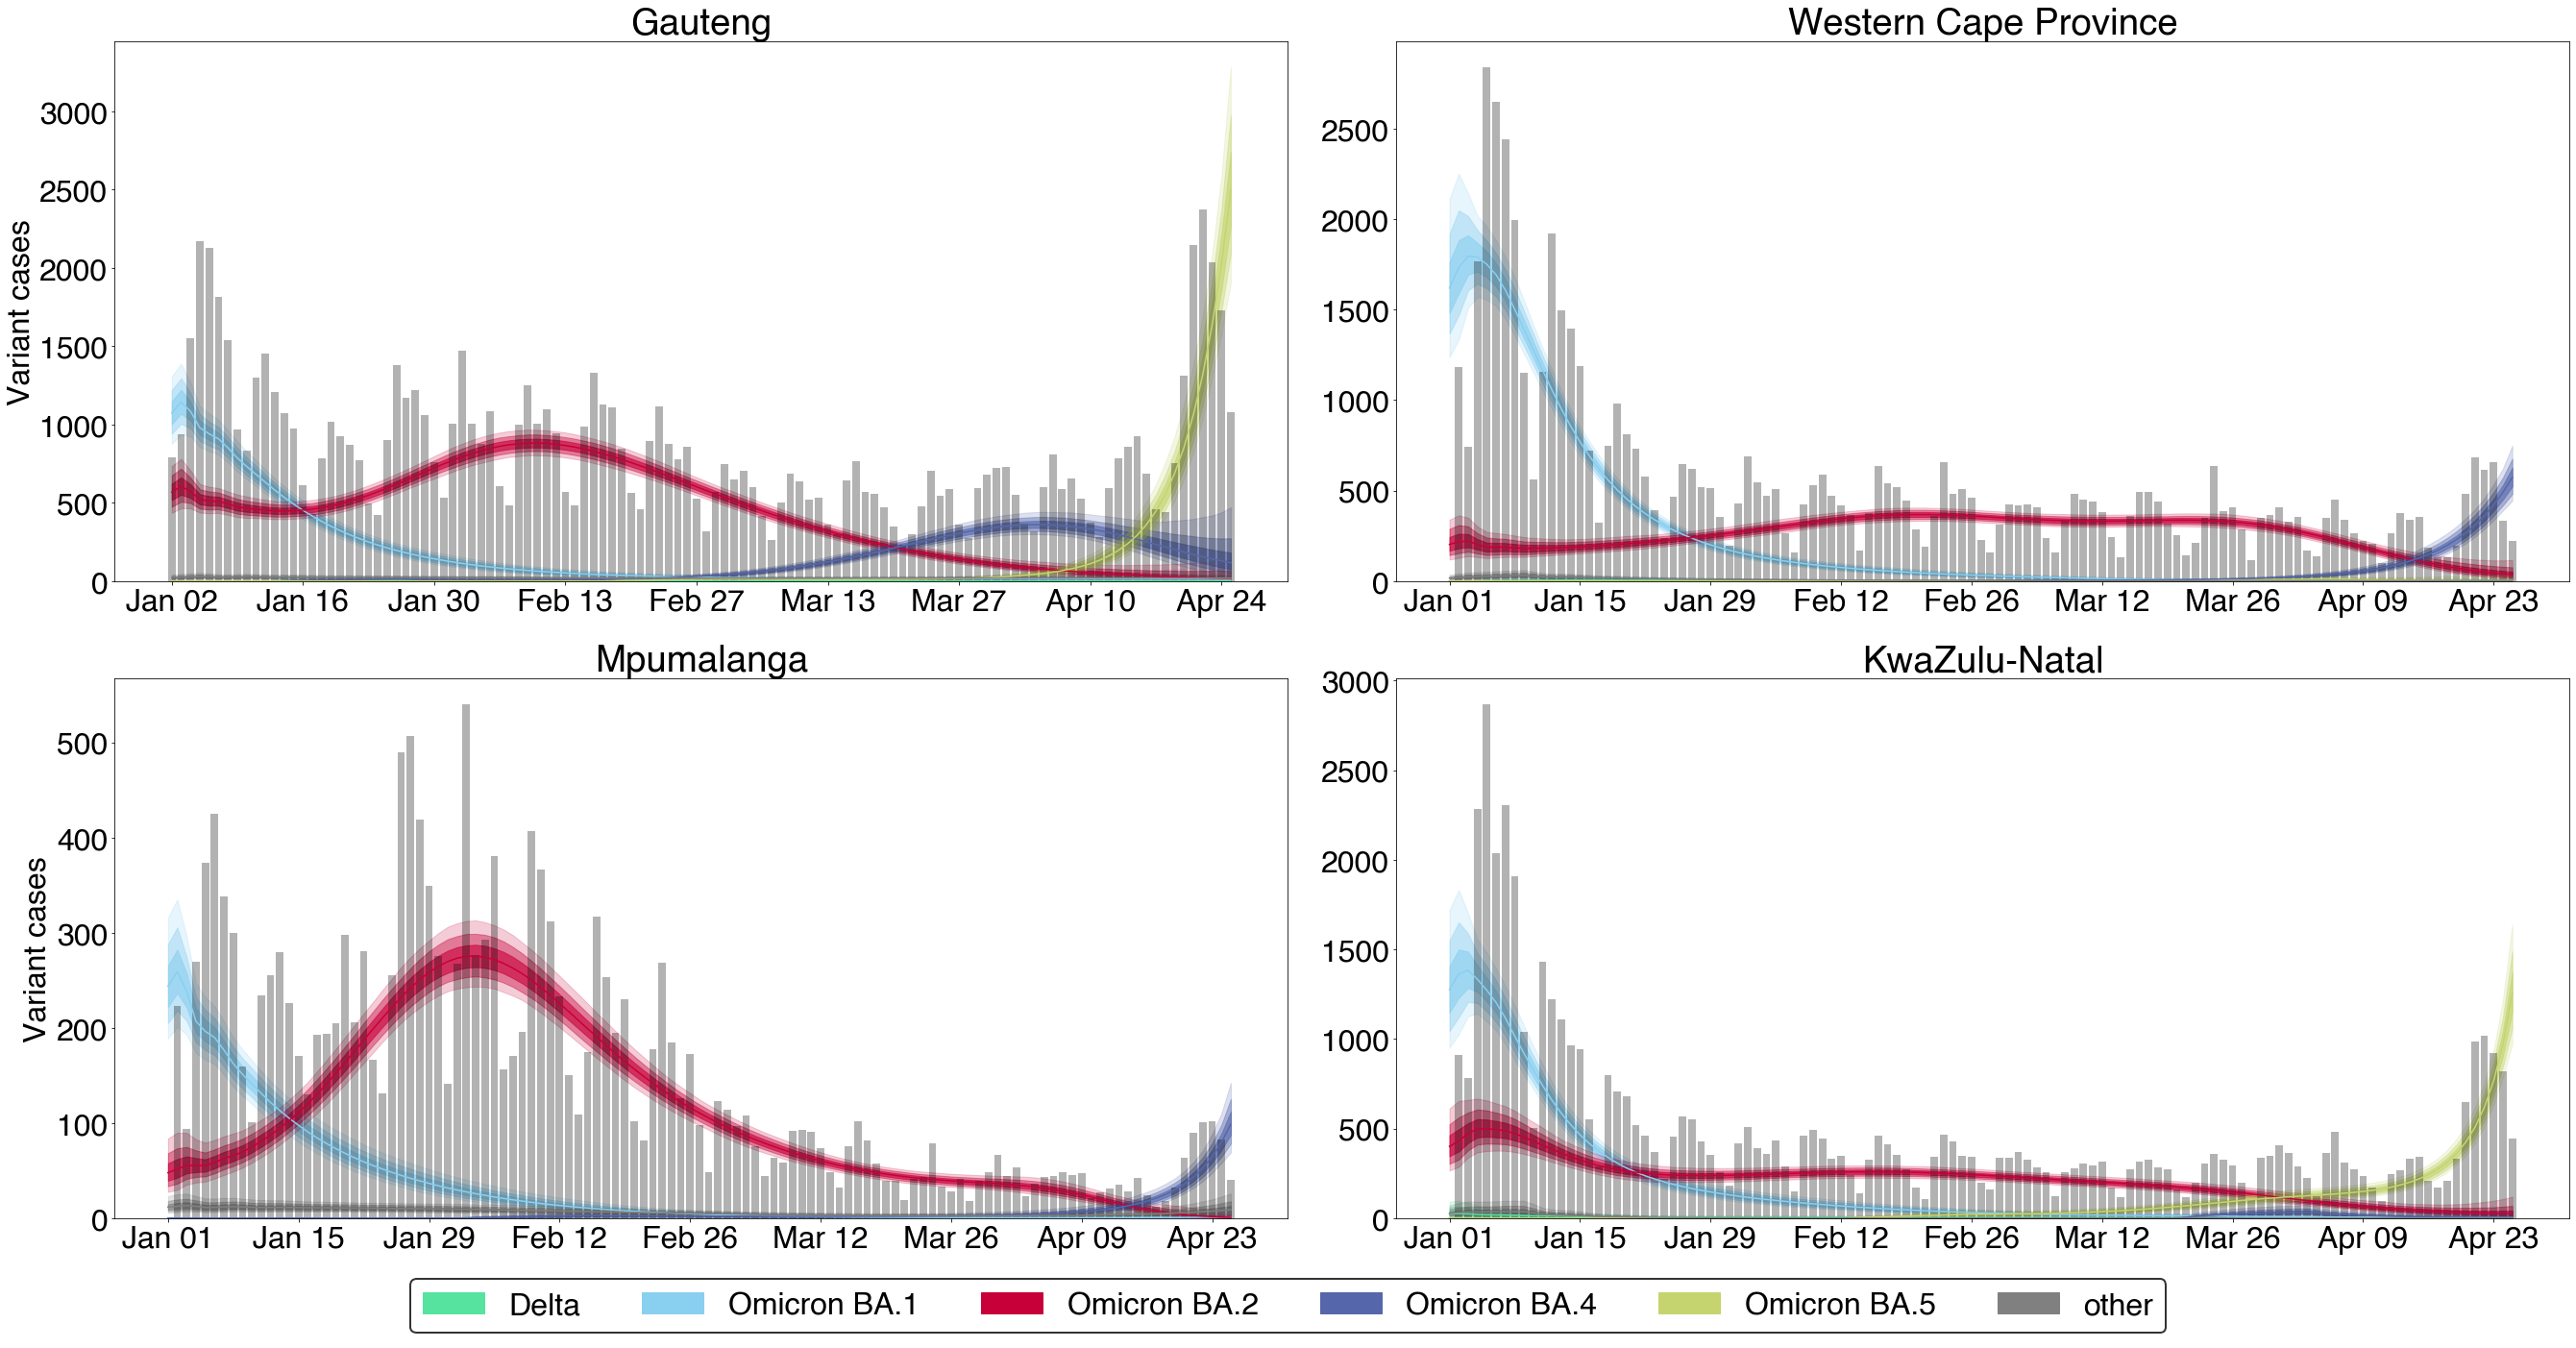 Gauteng
Variant cases
3000
2500
2000
1500
1000
500
0
Jan 02 Jan 16 Jan 30 Feb 13 Feb 27 Mar 13 Mar 27 Apr 10 Apr 24
Western Cape Province
2500
2000
1500
1000
500
0
Jan 01 Jan 15 Jan 29 Feb 12 Feb 26 Mar 12 Mar 26 Apr 09 Apr 23
Mpumalanga
Variant cases
500
400
300
200
100
0
Jan 01 Jan 15 Jan 29 Feb 12 Feb 26 Mar 12 Mar 26 Apr 09 Apr 23
KwaZulu-Natal
3000
2500
2000
1500
1000
500
0
Jan 01 Jan 15 Jan 29 Feb 12 Feb 26 Mar 12 Mar 26 Apr 09 Apr 23
Delta Omicron BA.1 Omicron BA.2 Omicron BA.4 Omicron BA.5 other